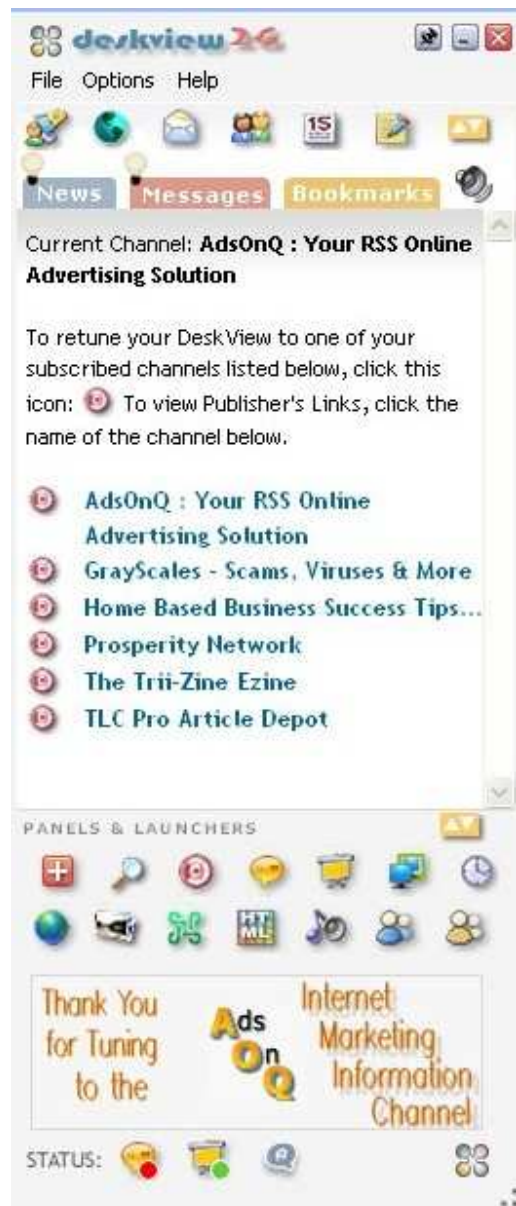 deskview 2G
File Options Help
15
News Messages Bookmarks
Current Channel: AdsOnQ : Your RSS Online
Advertising Solution
To retune your DeskView to one of your
subscribed channels listed below, click this
icon: To view Publisher's Links, click the
name of the channel below.
AdsOnQ : Your RSS Online
Advertising Solution
GrayScales - Scams, Viruses & More
Home Based Business Success Tips...
Prosperity Network
The Trii-Zine Ezine
TLC Pro Article Depot
PANELS & LAUNCHERS
HTML
Thank You
for Tuning
to the
Ads
On
Q
Internet
Marketing
Information
Channel
STATUS:
Q